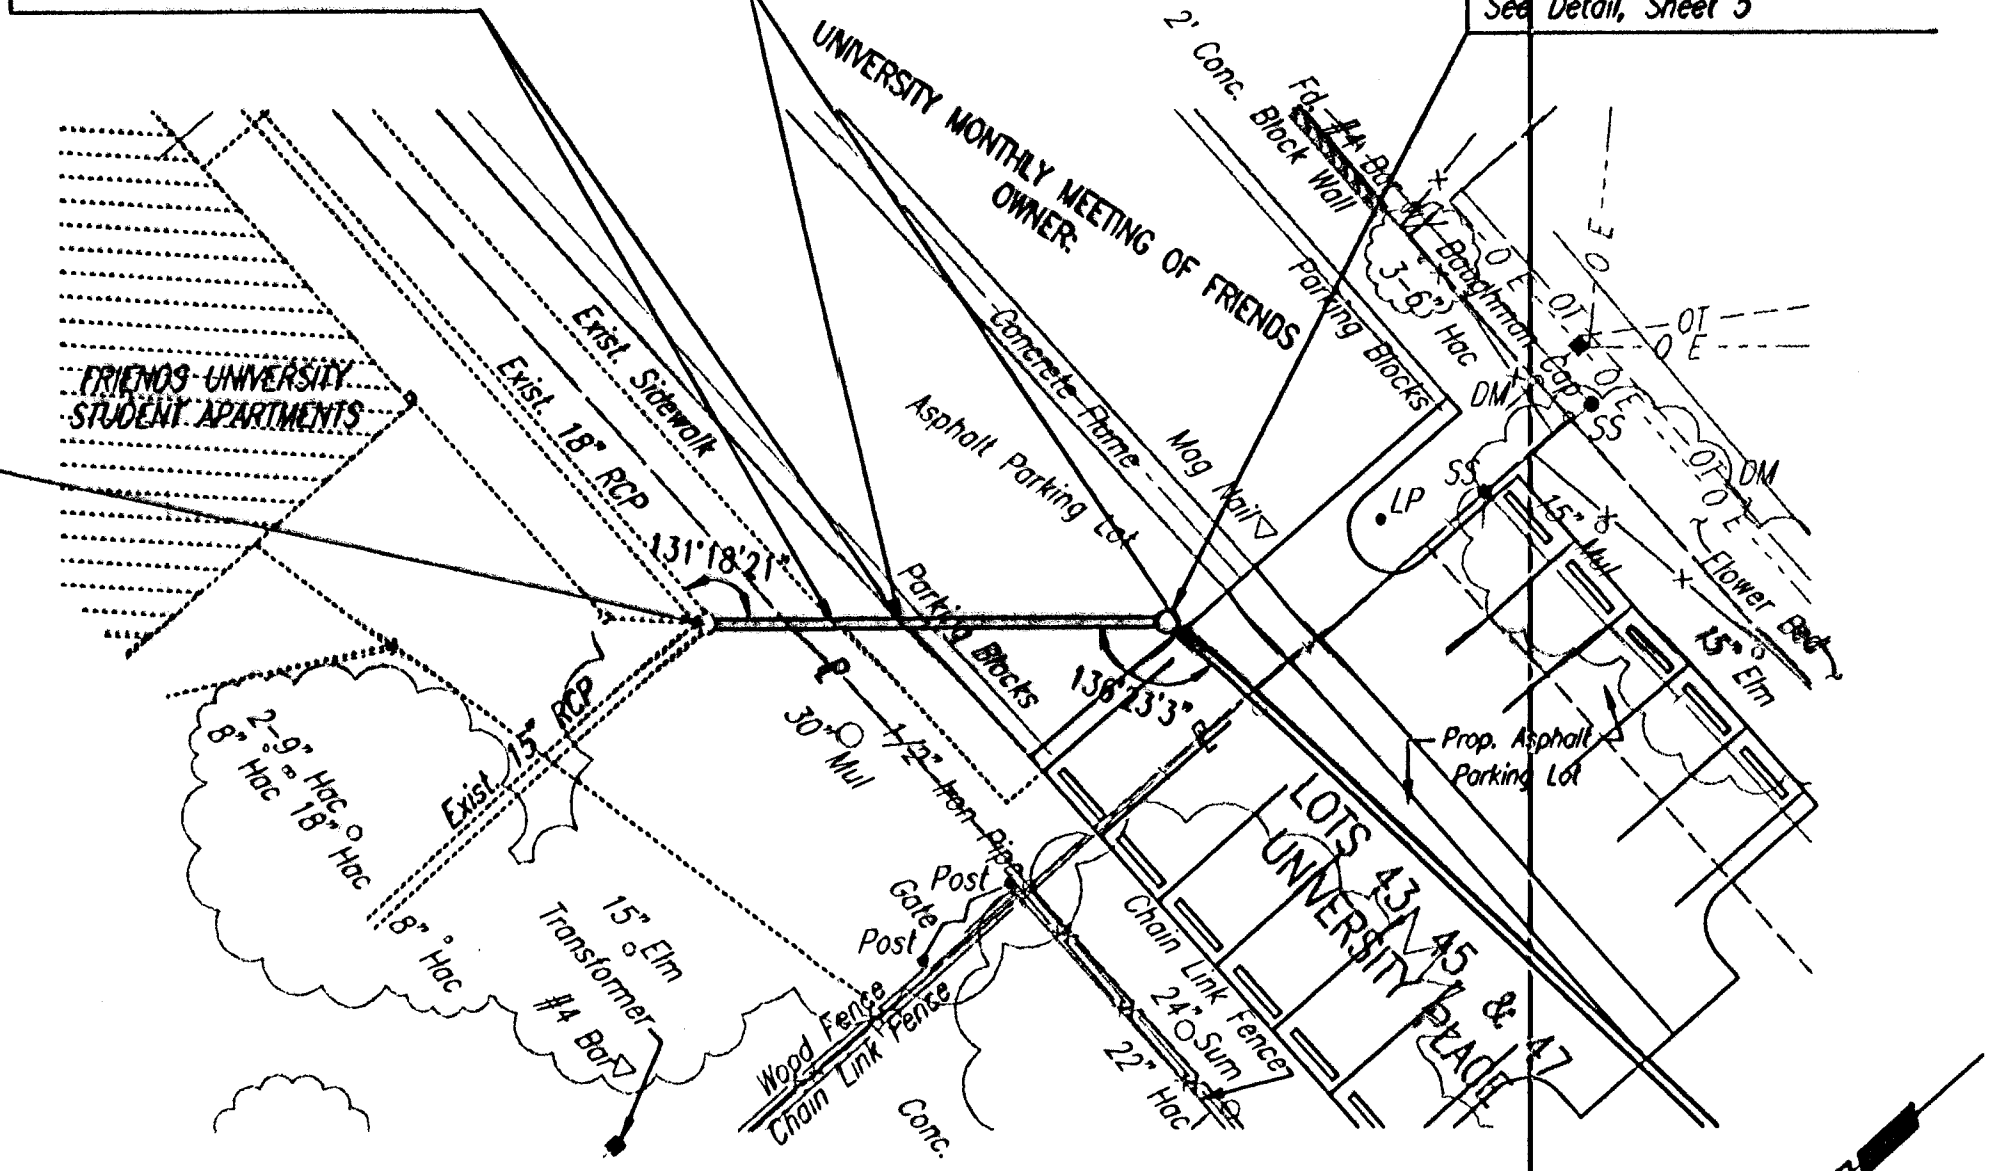 See Detail, Sheet 5
2' Conc.
Block Wall
Fd. #4 Bar W/ Baughman Cap
UNIVERSITY MONTHLY MEETING OF FRIENDS
OWNER:
3-6" Hac
O E
OT
O E
OT
O E
O E
OT
O E
Parking Blocks
Concrete Flume
Exist. Sidewalk
Exist. 18" RCP
FRIENDS UNIVERSITY
STUDENT APARTMENTS
Asphalt Parking Lot
Mag Nail
DM
SS
DM
SS
LP
15" Mul
Flower Bed
15" Elm
131°18'21"
Parking Blocks
136°23'3"
Prop. Asphalt
Parking Lot
Exist. 15" RCP
30" Mul
1/2" Iron Pipe
2-9" Hac
8" Hac
18" Hac
8" Hac
15" Elm
Transformer
#4 Bar
Post
Gate
Post
Wood Fence
Chain Link Fence
Conc.
Chain Link Fence
24" Sum
22" Hac
LOTS 43, 45 & 47
UNIVERSITY PLACE